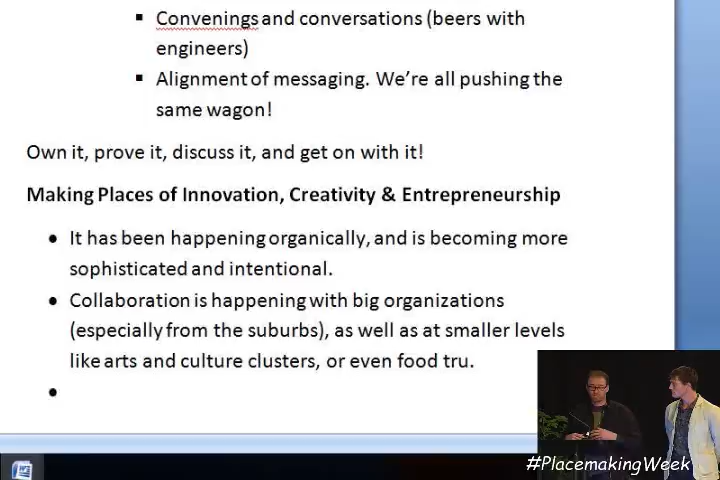 Convenings and conversations (beers with
engineers)
Alignment of messaging. We're all pushing the
same wagon!
Own it, prove it, discuss it, and get on with it!
Making Places of Innovation, Creativity & Entrepreneurship
It has been happening organically, and is becoming more
sophisticated and intentional.
Collaboration is happening with big organizations
(especially from the suburbs), as well as at smaller levels
like arts and culture clusters, or even food tru.
#PlacemakingWeek